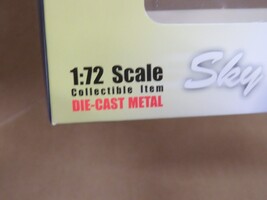 1:72 Scale
Collectible Item
DIE-CAST METAL
Sky